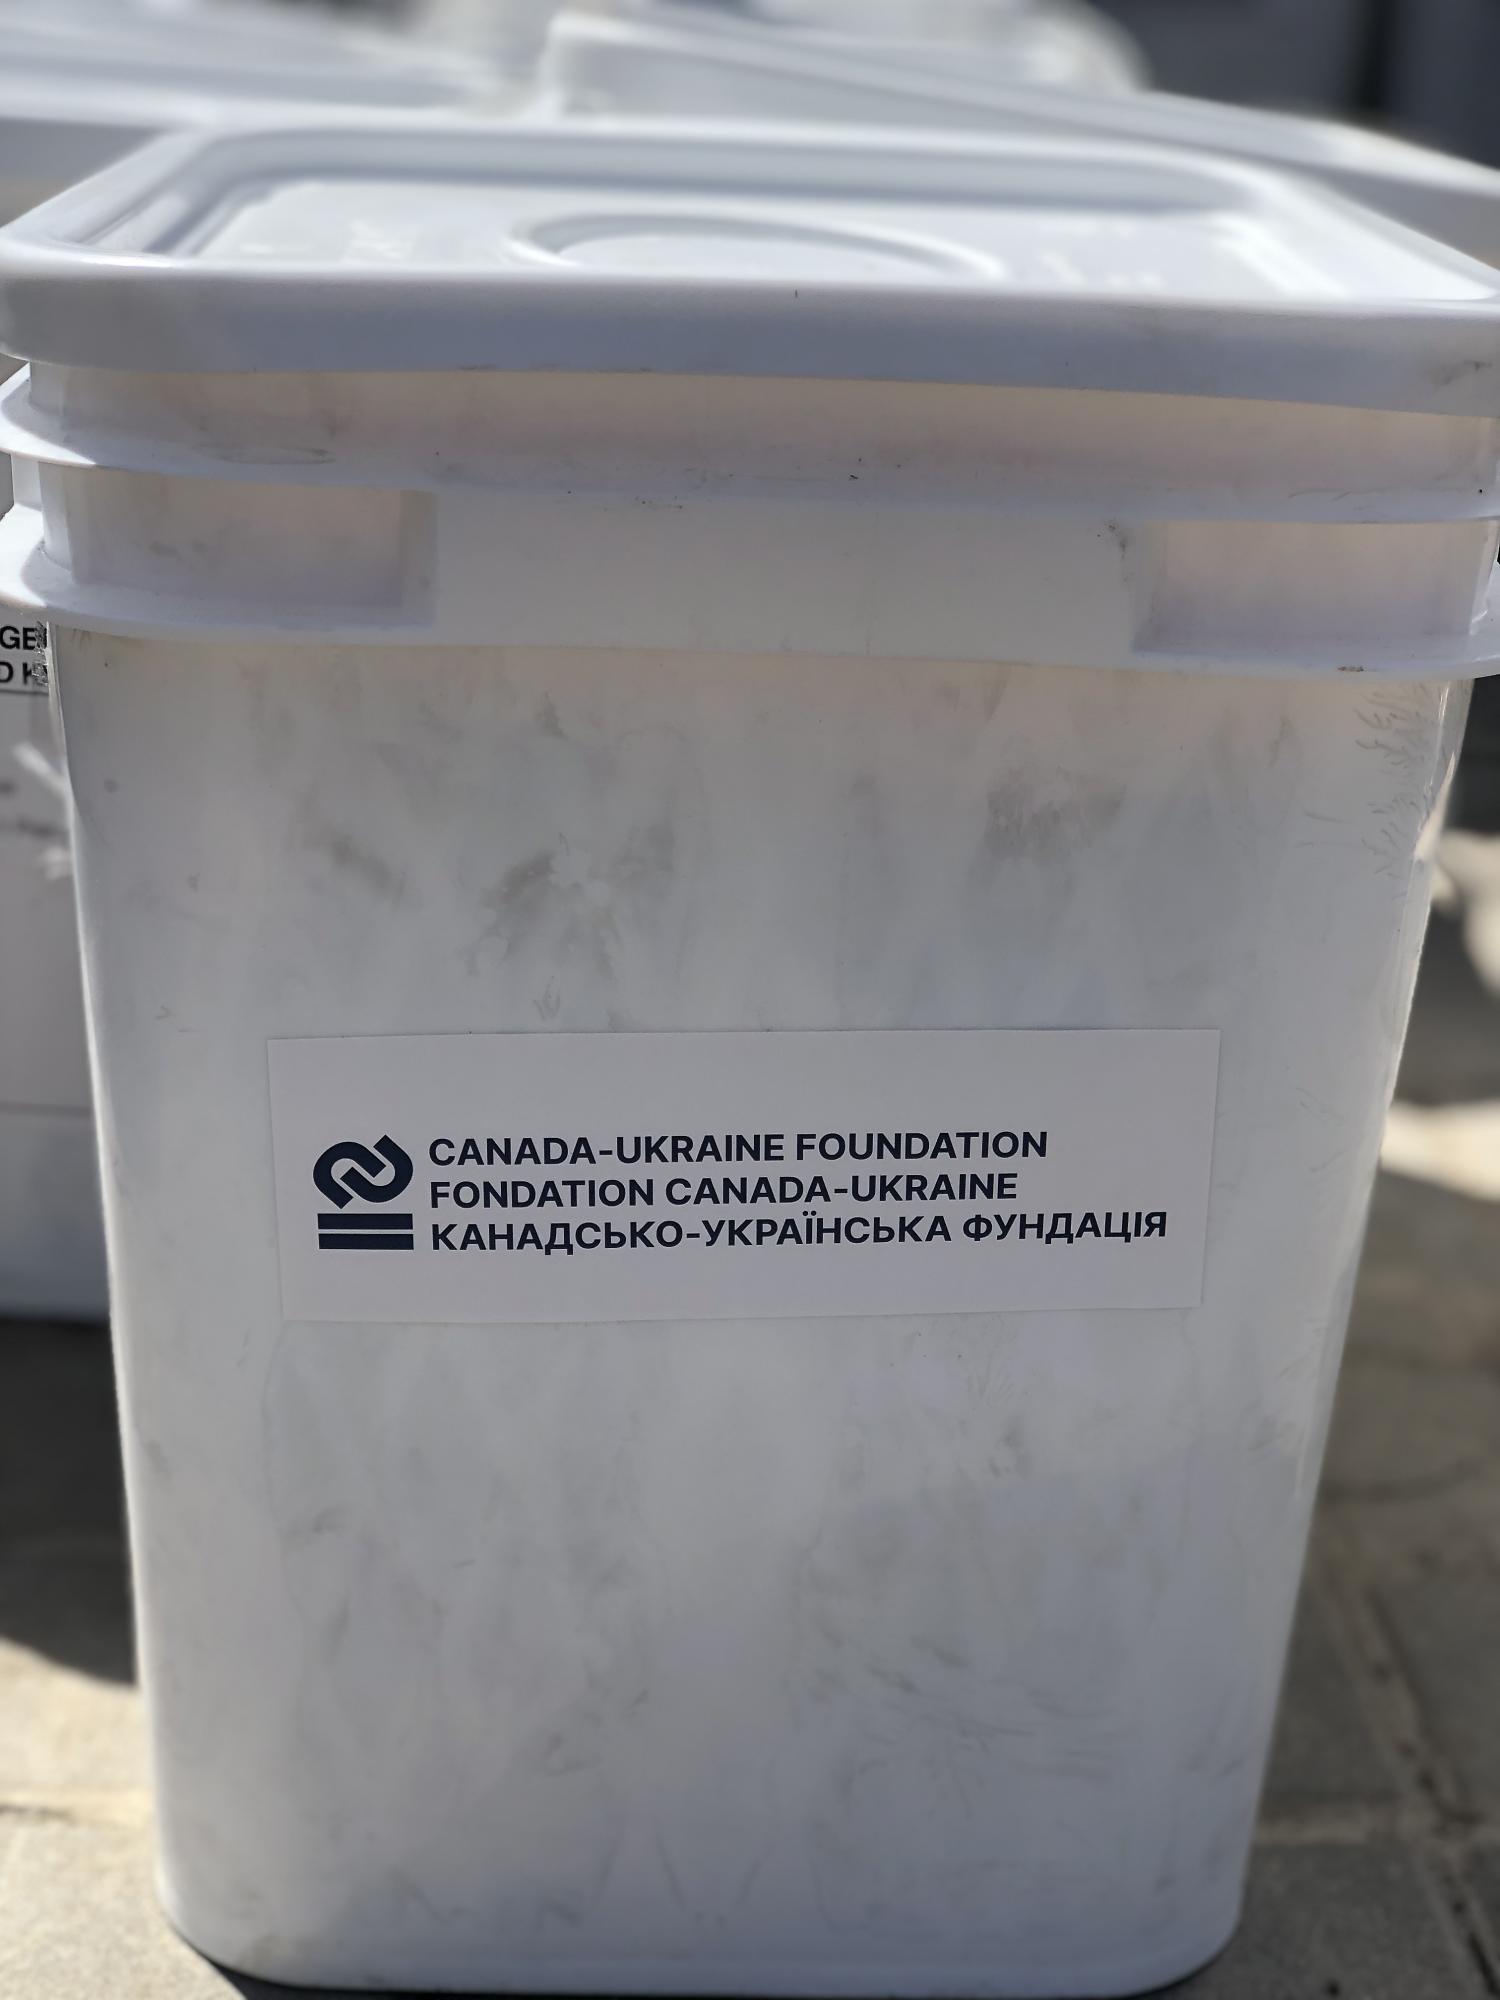 CANADA-UKRAINE FOUNDATION
FONDATION CANADA-UKRAINE
КАНАДСЬКО-УКРАЇНСЬКА ФУНДАЦІЯ